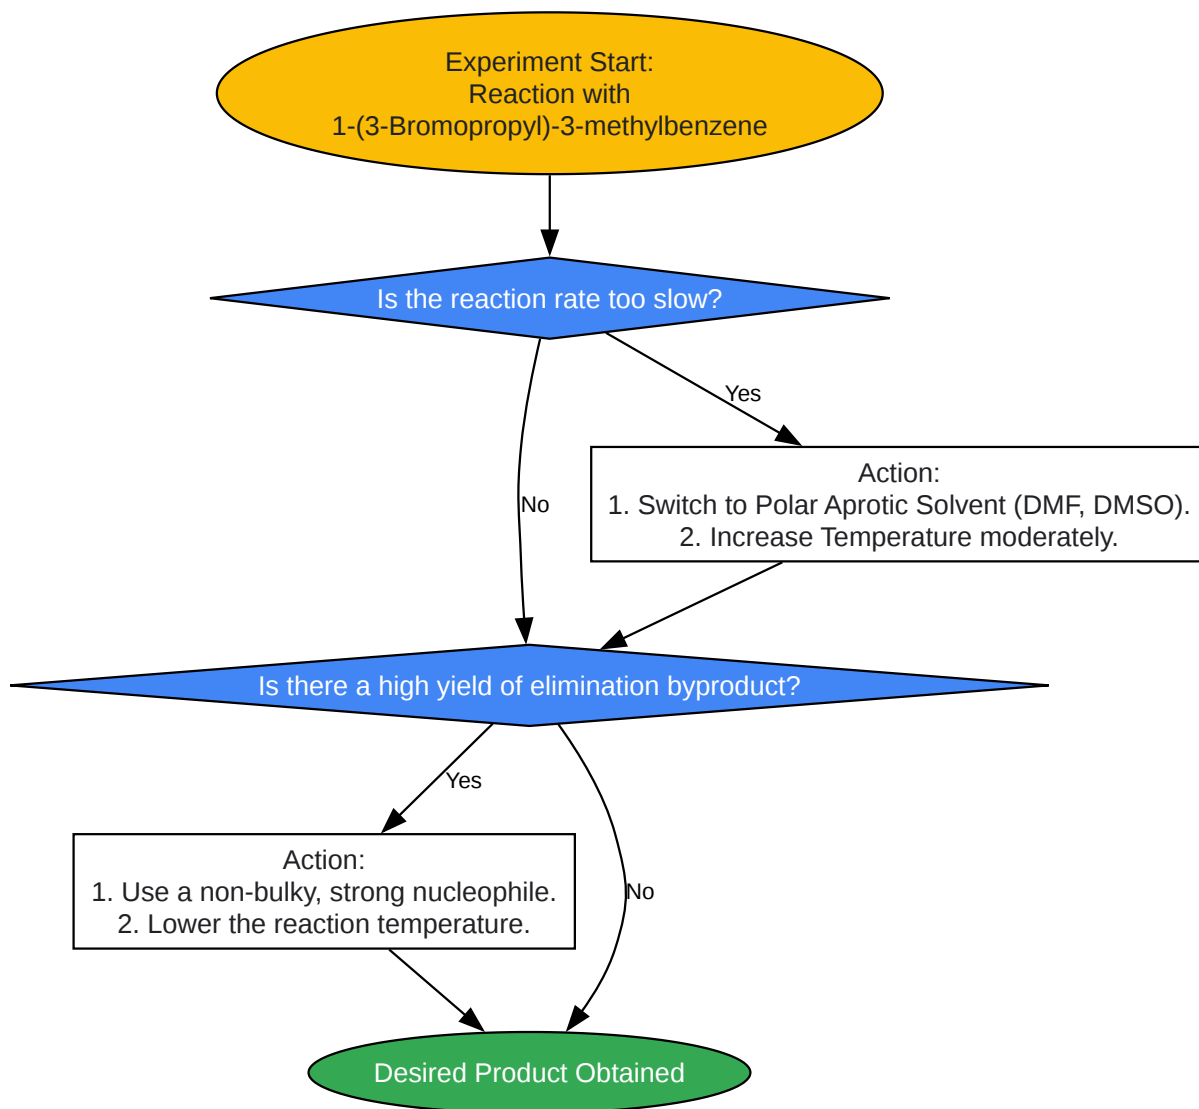 Experiment Start:
Reaction with
1-(3-Bromopropyl)-3-methylbenzene
Is the reaction rate too slow?
Yes
No
Action:
1. Switch to Polar Aprotic Solvent (DMF, DMSO).
2. Increase Temperature moderately.
Is there a high yield of elimination byproduct?
Yes
No
Action:
1. Use a non-bulky, strong nucleophile.
2. Lower the reaction temperature.
Desired Product Obtained